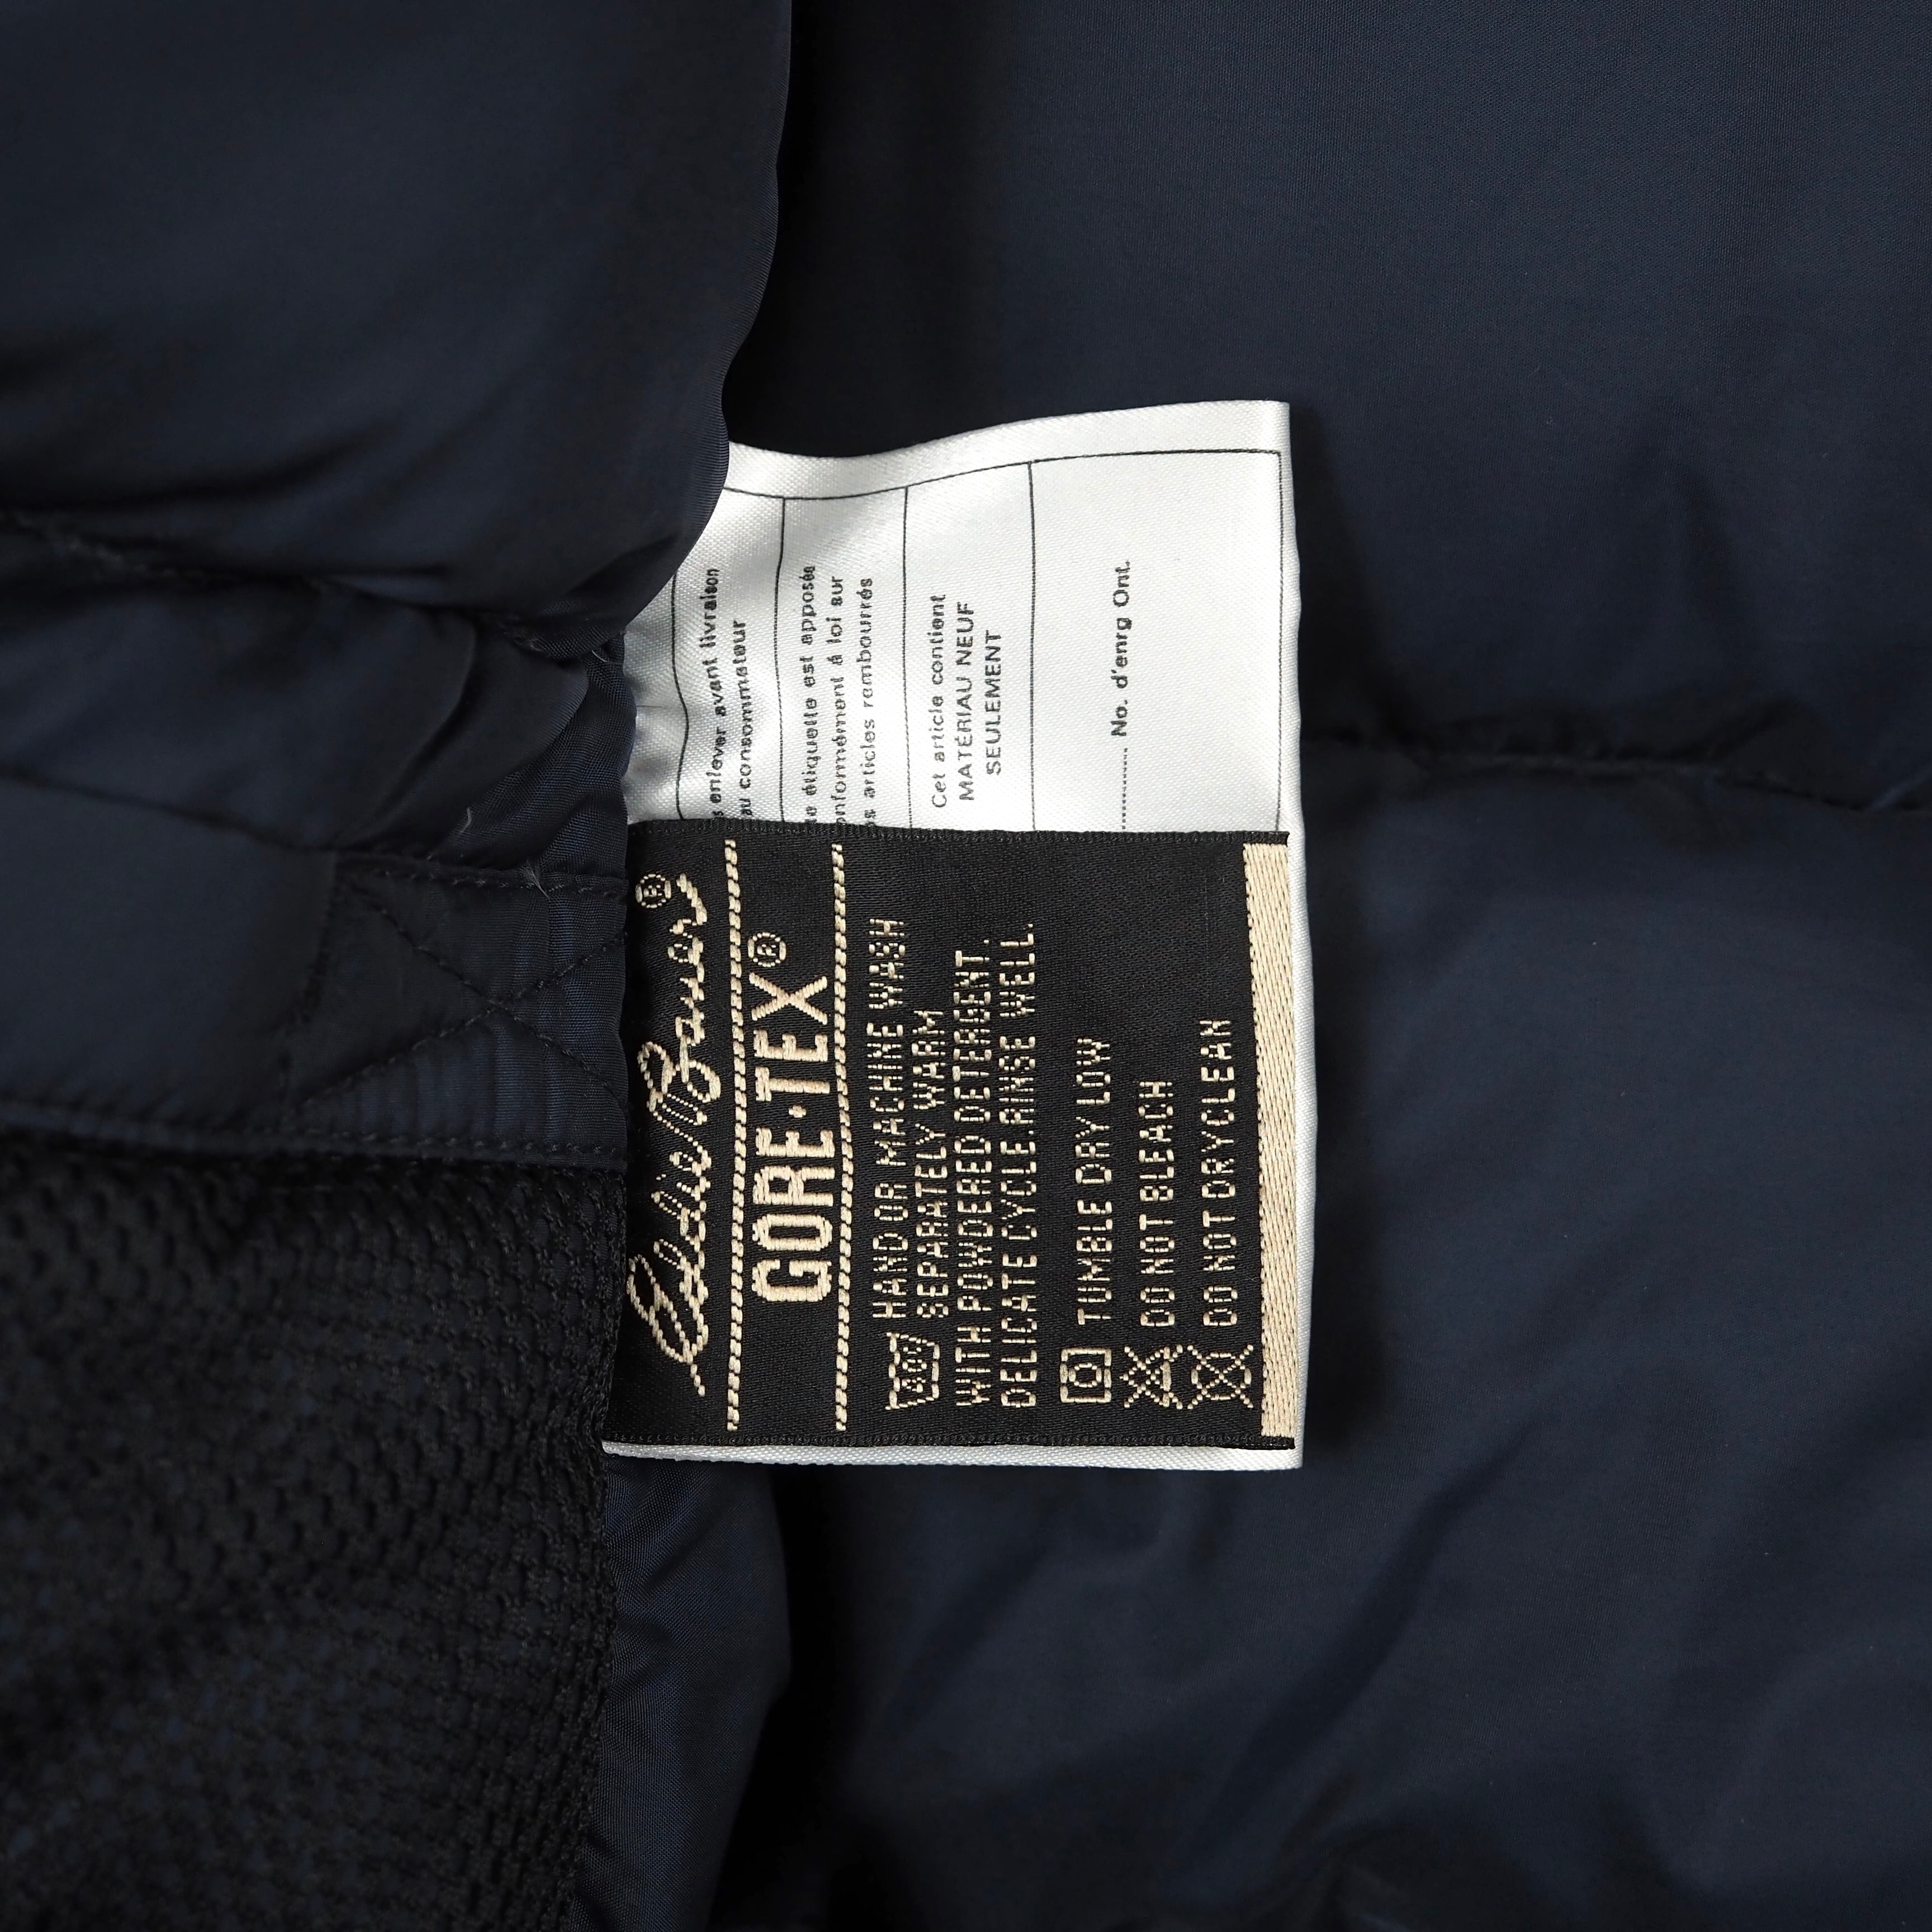 Eddie Bauer®
GORE-TEX®
40°
HAND OR MACHINE WASH
SEPARATELY WARM
WITH POWDERED DETERGENT.
DELICATE CYCLE.RINSE WELL.
TUMBLE DRY LOW
DO NOT BLEACH
DO NOT DRYCLEAN
enlever avant livraison
au consommateur
étiquette est apposée
à loi sur
articles rembourrés
Cet article contient
MATÉRIAU NEUF
SEULEMENT
No. d'enrg Ont.